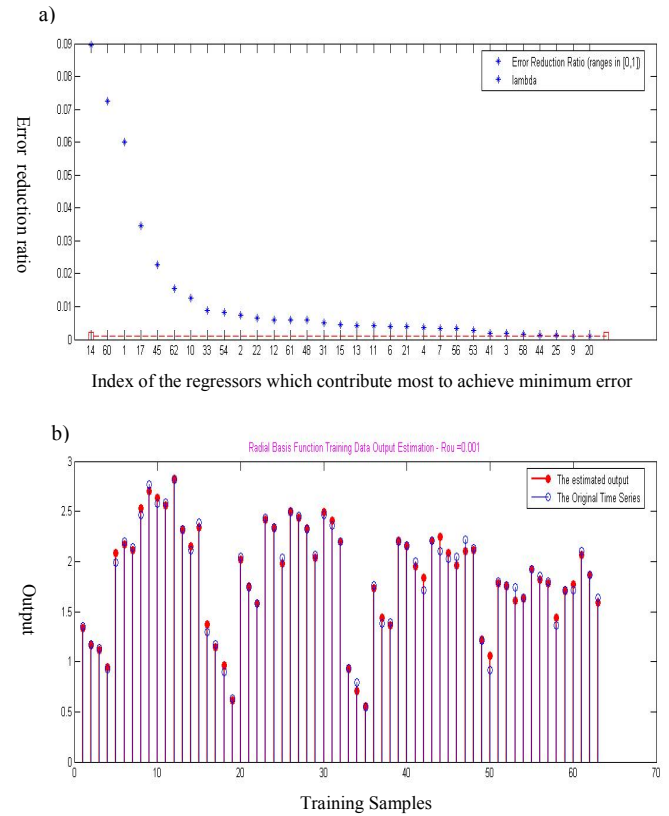 a)
0.09
0.08
0.07
0.06
0.05
0.04
0.03
0.02
0.01
0
Error reduction ratio
Error Reduction Ratio (ranges in [0,1])
lambda
14 60 1 17 45 62 10 33 54 2 22 12 61 48 31 15 13 11 6 21 4 7 56 53 41 3 58 44 25 9 20
Index of the regressors which contribute most to achieve minimum error
b)
Radial Basis Function Training Data Output Estimation - Rou =0.001
3
2.5
2
1.5
1
0.5
0
Output
The estimated output
The Original Time Series
0 10 20 30 40 50 60 70
Training Samples